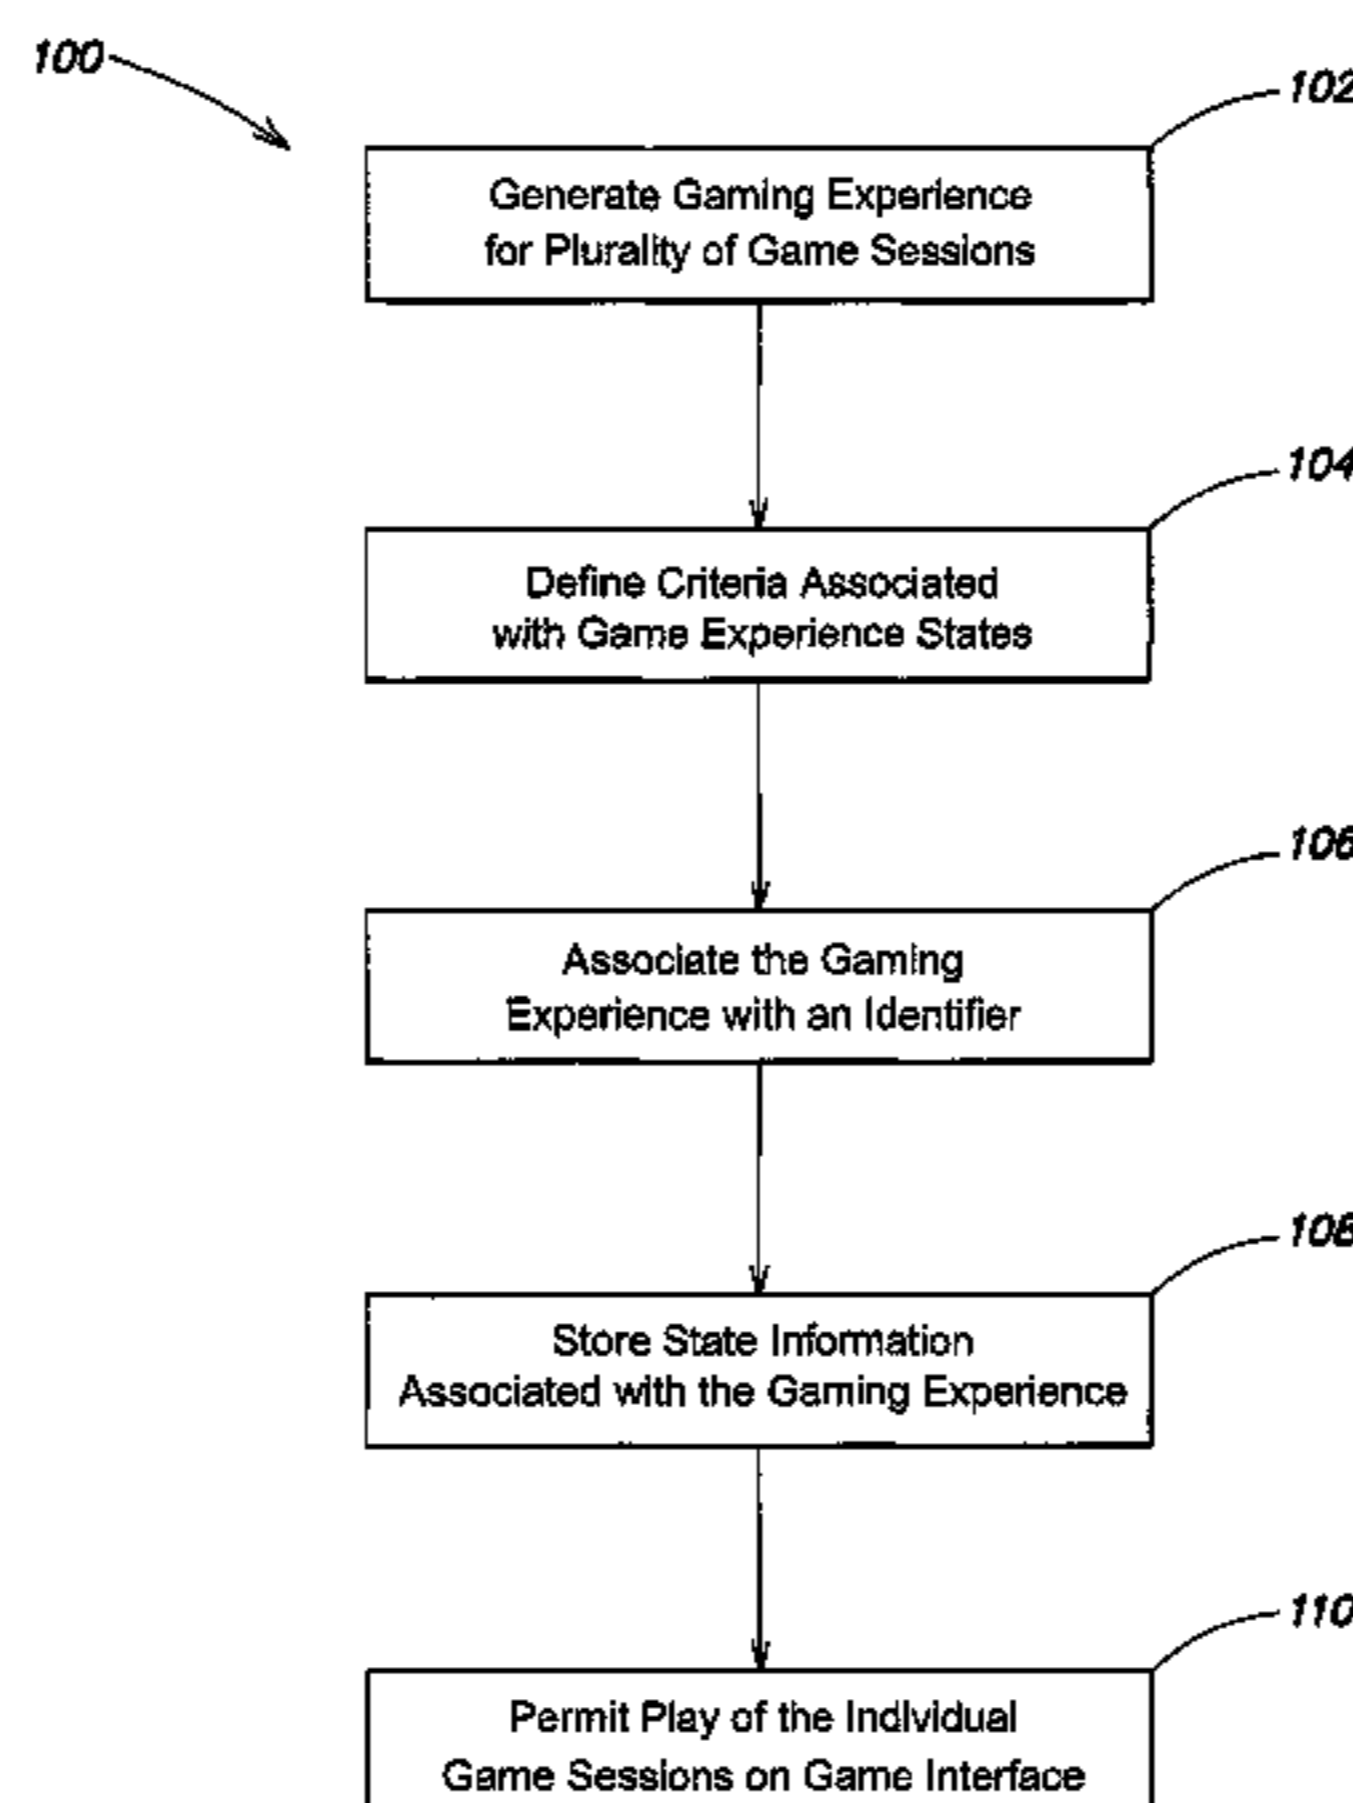 100
102
Generate Gaming Experience
for Plurality of Game Sessions
104
Define Criteria Associated
with Game Experience States
106
Associate the Gaming
Experience with an Identifier
108
Store State Information
Associated with the Gaming Experience
110
Permit Play of the Individual
Game Sessions on Game Interface